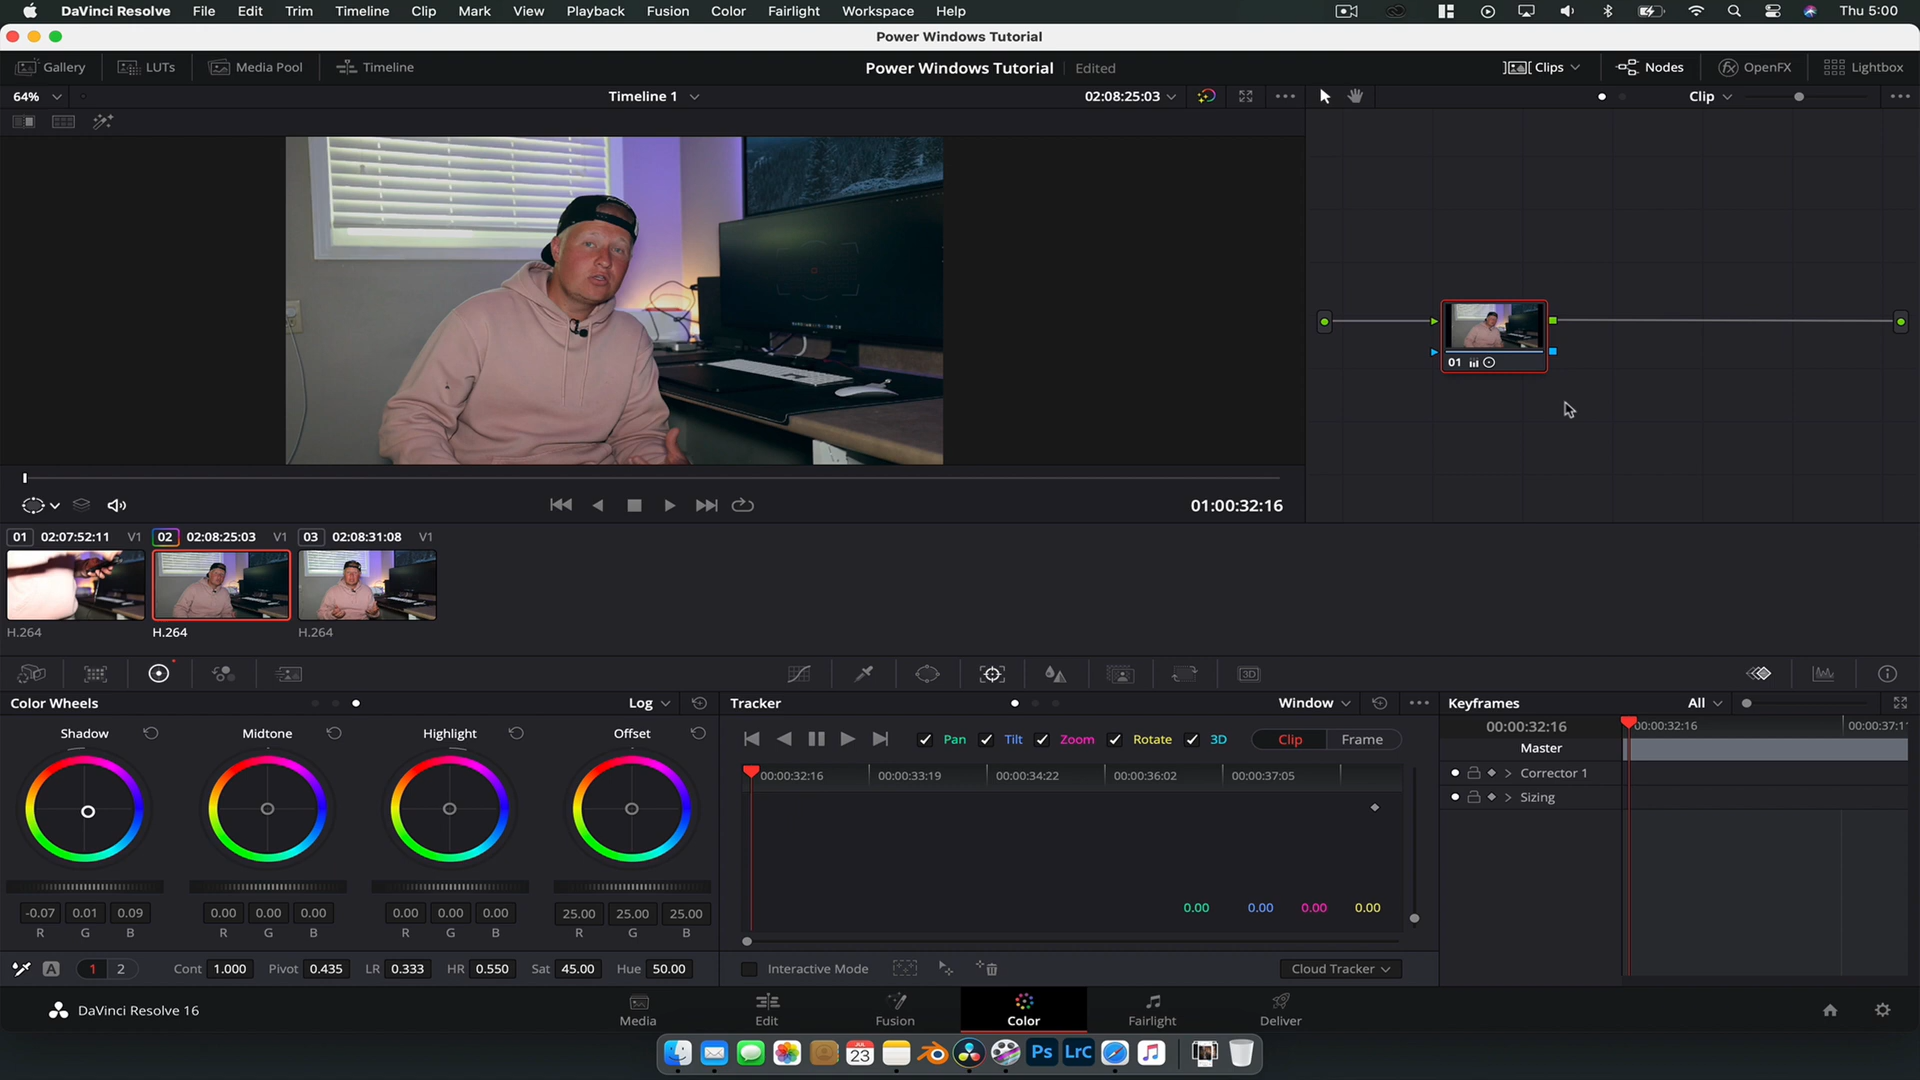 DaVinci Resolve File Edit Trim Timeline Clip Mark View Playback Fusion Color Fairlight Workspace Help Thu 5:00
Power Windows Tutorial
Gallery LUTs Media Pool Timeline Power Windows Tutorial Edited Clips Nodes OpenFX Lightbox
64% Timeline 1 02:08:25:03 Clip
01
01:00:32:16
01 02:07:52:11 V1 02 02:08:25:03 V1 03 02:08:31:08 V1
H.264 H.264 H.264
3D
Color Wheels Log Tracker Window Keyframes All
Shadow Midtone Highlight Offset Pan Tilt Zoom Rotate 3D Clip Frame 00:00:32:16 00:00:32:16 00:00:37:11
Master
00:00:32:16 00:00:33:19 00:00:34:22 00:00:36:02 00:00:37:05 Corrector 1
Sizing
-0.07 0.01 0.09 0.00 0.00 0.00 0.00 0.00 0.00 25.00 25.00 25.00 0.00 0.00 0.00 0.00
R G B R G B R G B R G B
A 1 2 Cont 1.000 Pivot 0.435 LR 0.333 HR 0.550 Sat 45.00 Hue 50.00 Interactive Mode Cloud Tracker
DaVinci Resolve 16 Media Edit Fusion Color Fairlight Deliver
JUL
23 Ps LrC